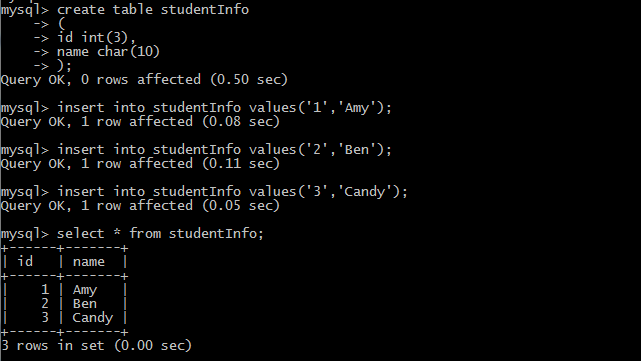 mysql> create table studentInfo
    -> (
    -> id int(3),
    -> name char(10)
    -> );
Query OK, 0 rows affected (0.50 sec)

mysql> insert into studentInfo values('1','Amy');
Query OK, 1 row affected (0.08 sec)

mysql> insert into studentInfo values('2','Ben');
Query OK, 1 row affected (0.11 sec)

mysql> insert into studentInfo values('3','Candy');
Query OK, 1 row affected (0.05 sec)

mysql> select * from studentInfo;
+------+-------+
| id   | name  |
+------+-------+
|    1 | Amy   |
|    2 | Ben   |
|    3 | Candy |
+------+-------+
3 rows in set (0.00 sec)